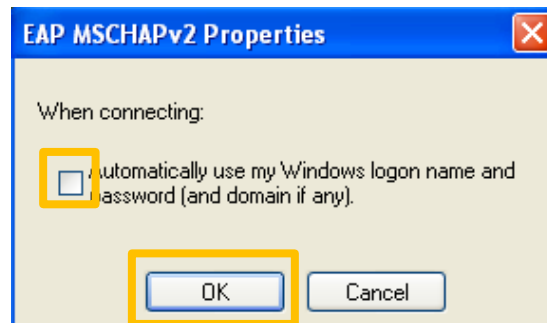 EAP MSCHAPv2 Properties
When connecting:
Automatically use my Windows logon name and
password (and domain if any).
OK
Cancel